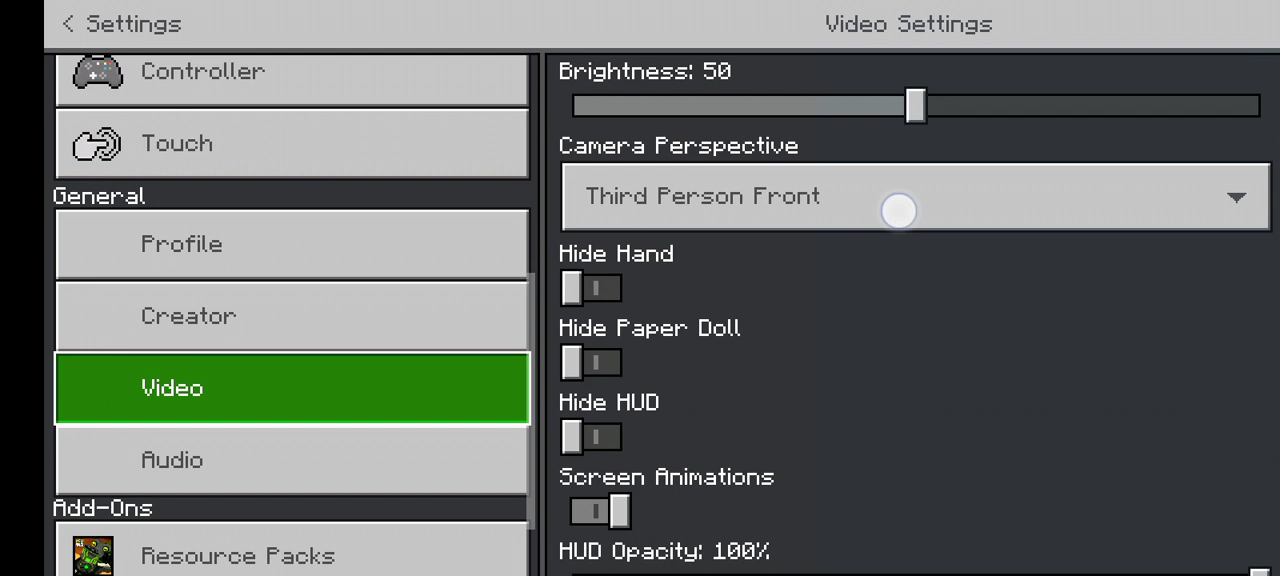 Settings
Video Settings
Controller
Touch
General
Profile
Creator
Video
Audio
Add-Ons
Resource Packs
Brightness: 50
Camera Perspective
Third Person Front
Hide Hand
Hide Paper Doll
Hide HUD
Screen Animations
HUD Opacity: 100%